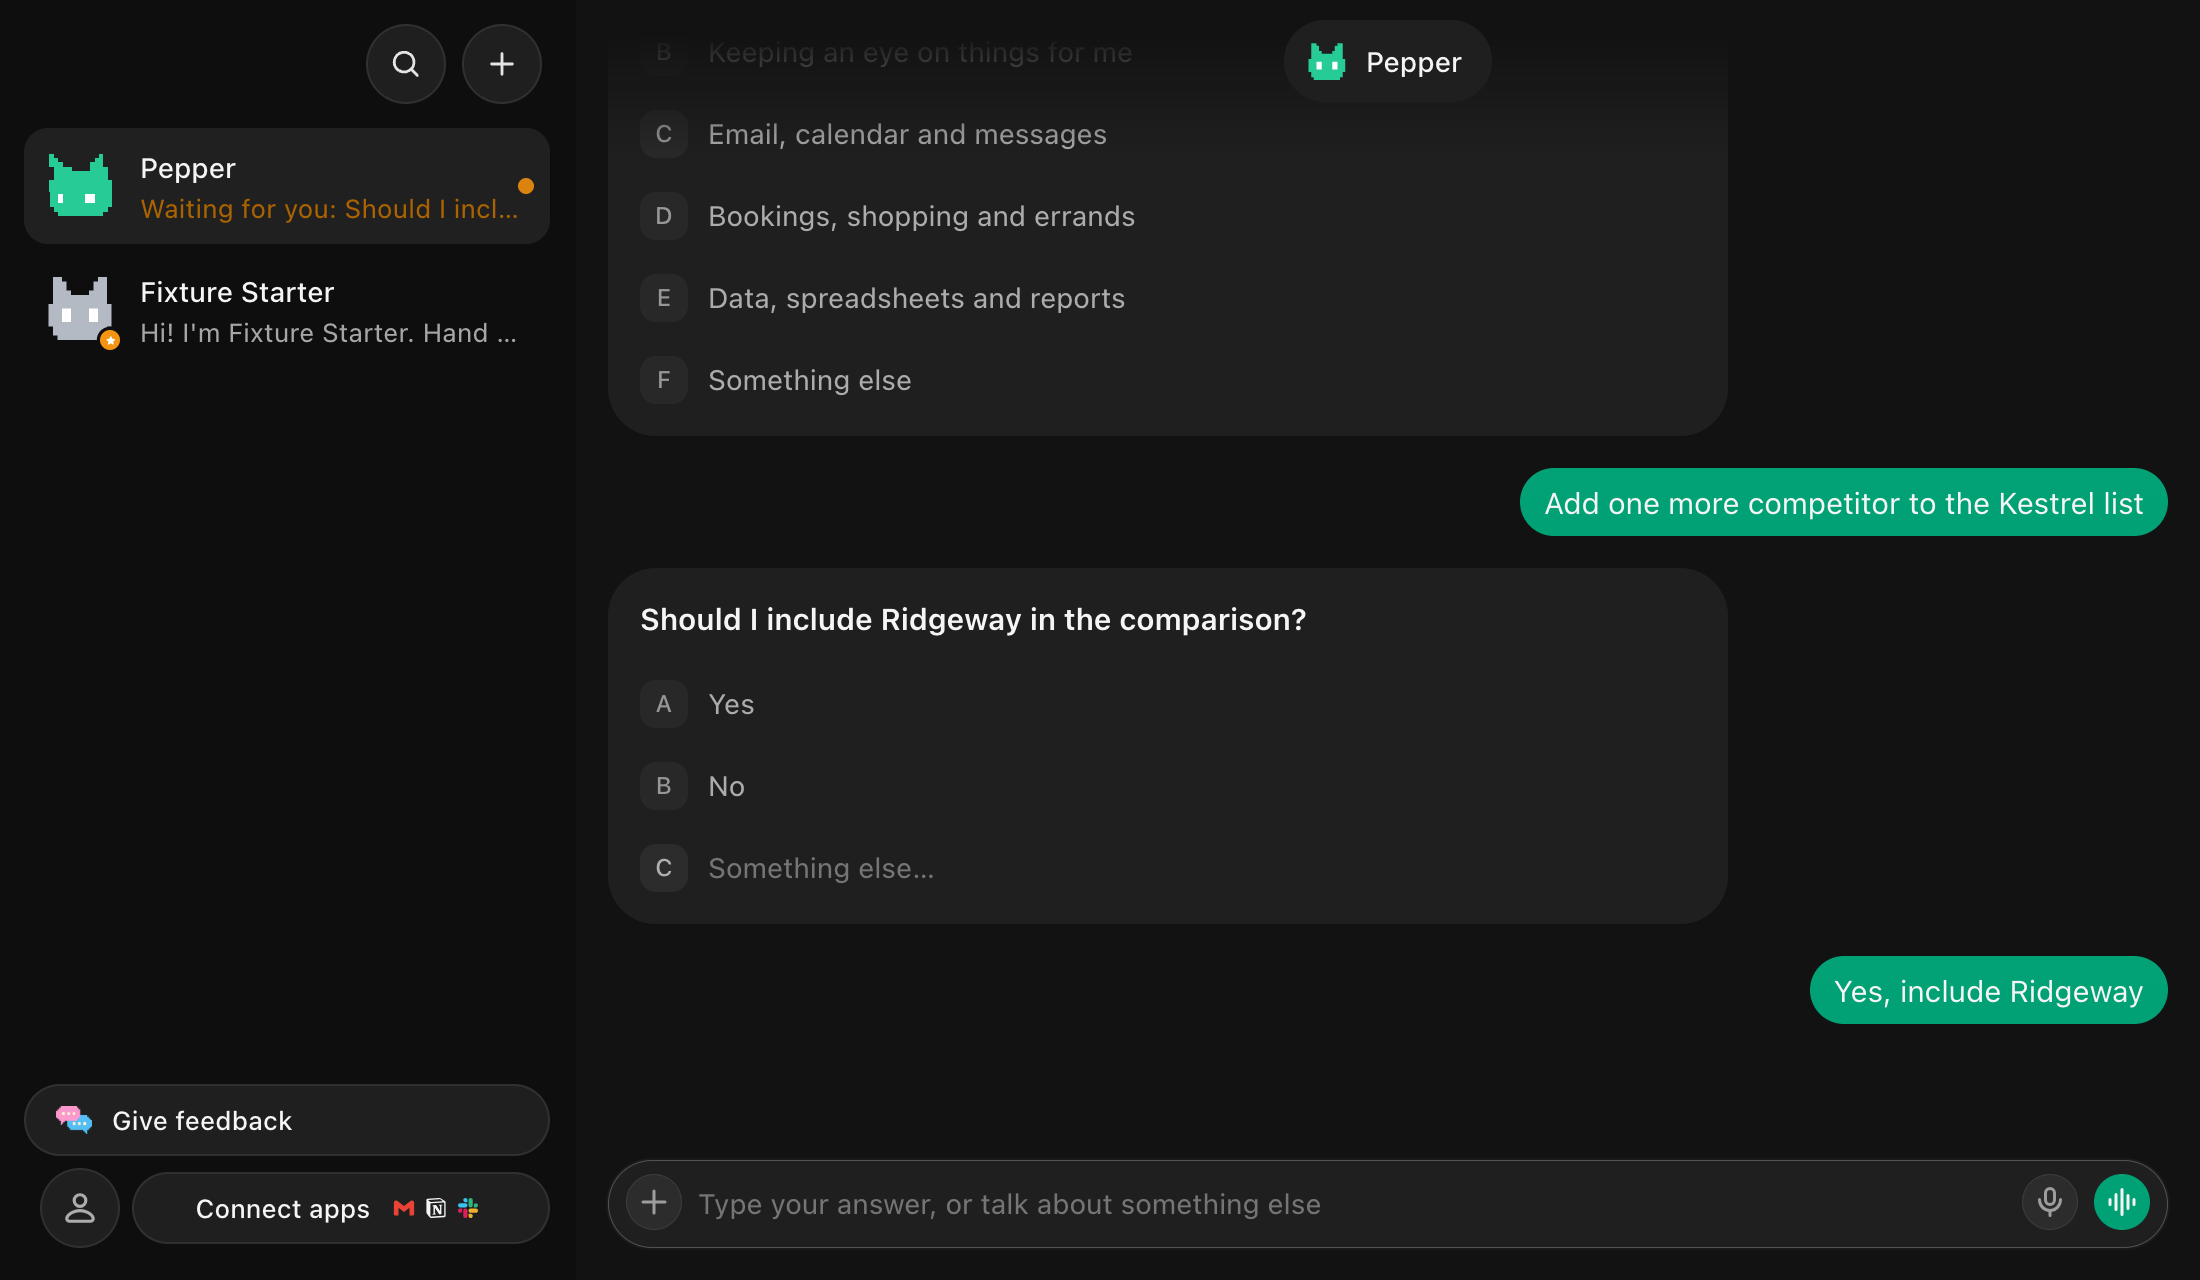 Pepper
Waiting for you: Should I incl...
Fixture Starter
Hi! I'm Fixture Starter. Hand ...
Give feedback
Connect apps
Pepper
B Keeping an eye on things for me
C Email, calendar and messages
D Bookings, shopping and errands
E Data, spreadsheets and reports
F Something else
Add one more competitor to the Kestrel list
Should I include Ridgeway in the comparison?
A Yes
B No
C Something else...
Yes, include Ridgeway
Type your answer, or talk about something else